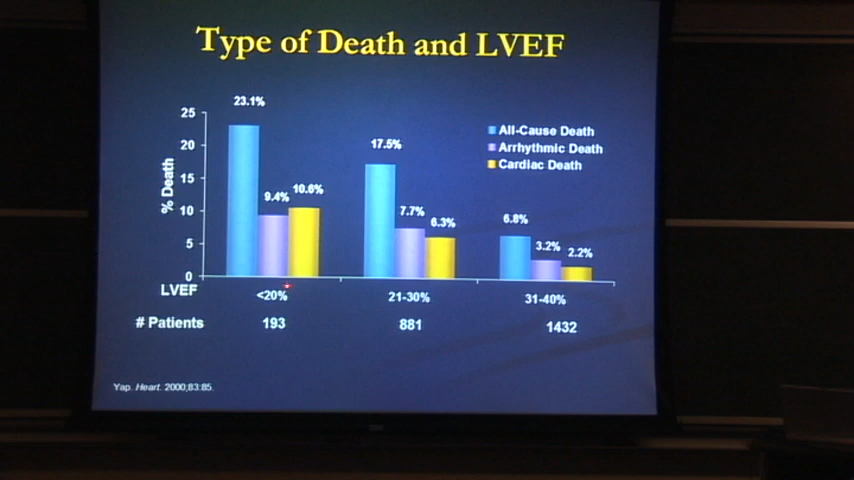 Type of Death and LVEF
23.1%
25
20
15
10
5
0
% Death
17.5%
All-Cause Death
Arrhythmic Death
Cardiac Death
9.4%
10.6%
7.7%
6.3%
6.8%
3.2%
2.2%
LVEF <20% 21-30% 31-40%
# Patients 193 881 1432
Yap. Heart. 2000;83:85.